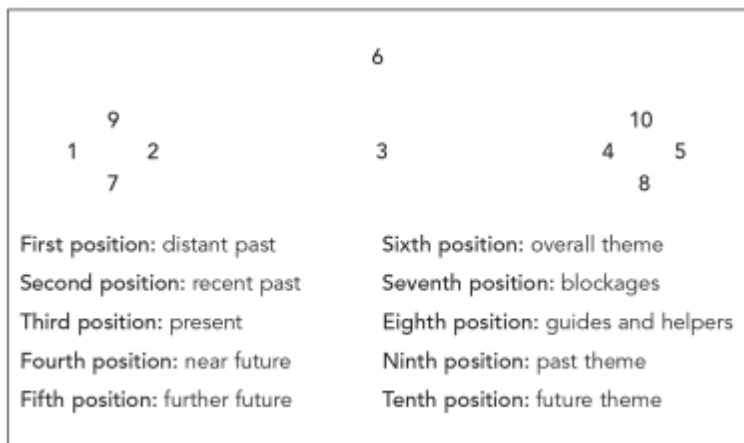 6
9 10
1 2 3 4 5
7 8
First position: distant past
Second position: recent past
Third position: present
Fourth position: near future
Fifth position: further future
Sixth position: overall theme
Seventh position: blockages
Eighth position: guides and helpers
Ninth position: past theme
Tenth position: future theme